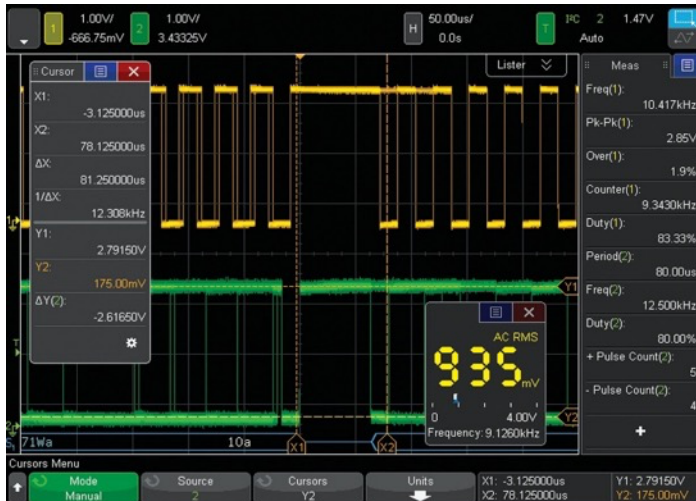 1 1.00V/ 2 1.00V/ H 50.00us/ T I²C 2 1.47V
-666.75mV 3.43325V 0.0s Auto
Cursor
X1:
-3.125000us
X2:
78.125000us
ΔX:
81.250000us
1/ΔX:
12.308kHz
Y1:
2.79150V
Y2:
175.00mV
ΔY(2):
-2.61650V
Lister
Meas
Freq(1):
10.417kHz
Pk-Pk(1):
2.85V
Over(1):
1.9%
Counter(1):
9.3430kHz
Duty(1):
83.33%
Period(2):
80.00us
Freq(2):
12.500kHz
Duty(2):
80.00%
+ Pulse Count(2):
5
- Pulse Count(2):
4
Y1
AC RMS
935 mV
0 4.00V
Frequency: 9.1260kHz
Y2
71Wa 10a
X1 X2
Cursors Menu
Mode Source Cursors Units
Manual 2 Y2
X1: -3.125000us Y1: 2.79150V
X2: 78.125000us Y2: 175.00mV